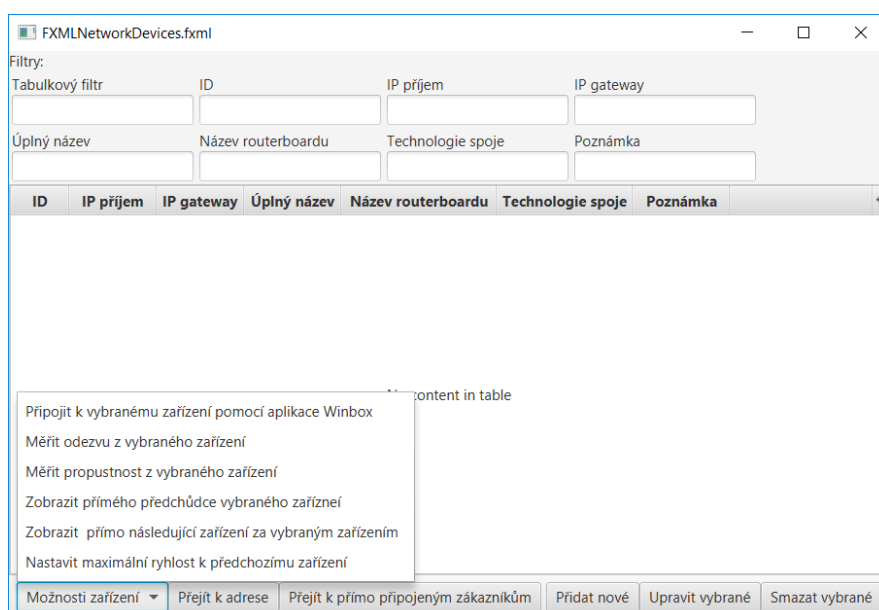 FXMLNetworkDevices.fxml
Filtry:
Tabulkový filtr ID IP příjem IP gateway
Úplný název Název routerboardu Technologie spoje Poznámka
ID IP příjem IP gateway Úplný název Název routerboardu Technologie spoje Poznámka
content in table
Připojit k vybranému zařízení pomocí aplikace Winbox
Měřit odezvu z vybraného zařízení
Měřit propustnost z vybraného zařízení
Zobrazit přímého předchůdce vybraného zařízneí
Zobrazit přímo následující zařízení za vybraným zařízením
Nastavit maximální ryhlost k předchozímu zařízení
Možnosti zařízení Přejít k adrese Přejít k přímo připojeným zákazníkům Přidat nové Upravit vybrané Smazat vybrané